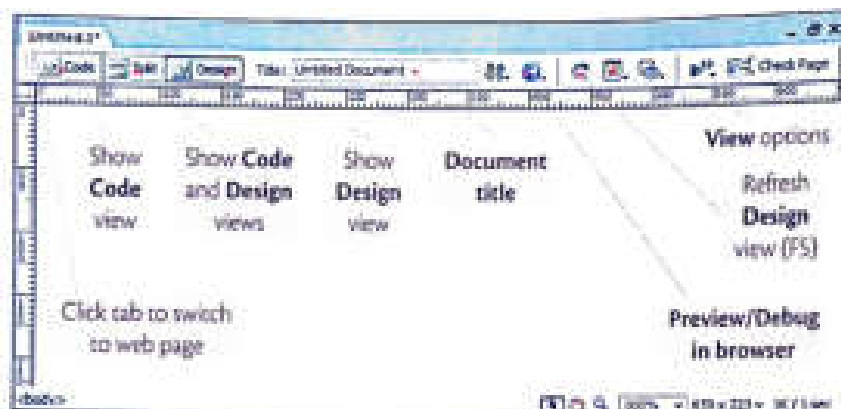 Code Split Design Title: Untitled Document Check Page
View options
Show Show Code Show Document
Code and Design Design title
view views view
Refresh
Design
view (F5)
Click tab to switch
to web page
Preview/Debug
in browser
<body>